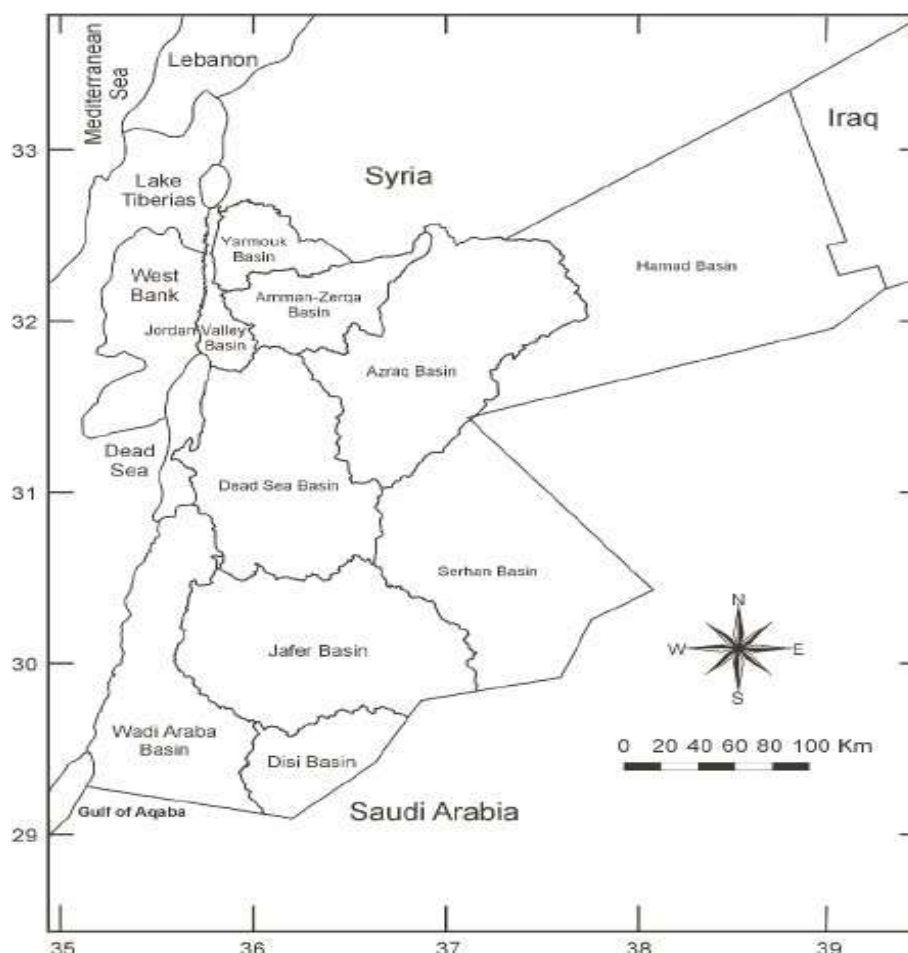 Mediterranean
Sea
Lebanon
Iraq
33
Syria
Lake
Tiberias
Yarmouk
Basin
Hamad Basin
West
Bank
Amman-Zerqa
Basin
32
Jordan Valley
Basin
Azraq Basin
Dead
Sea
Dead Sea Basin
31
Serhan Basin
N
W
E
S
Jafer Basin
30
Wadi Araba
Basin
Disi Basin
0 20 40 60 80 100 Km
Gulf of Aqaba
Saudi Arabia
29
35 36 37 38 39